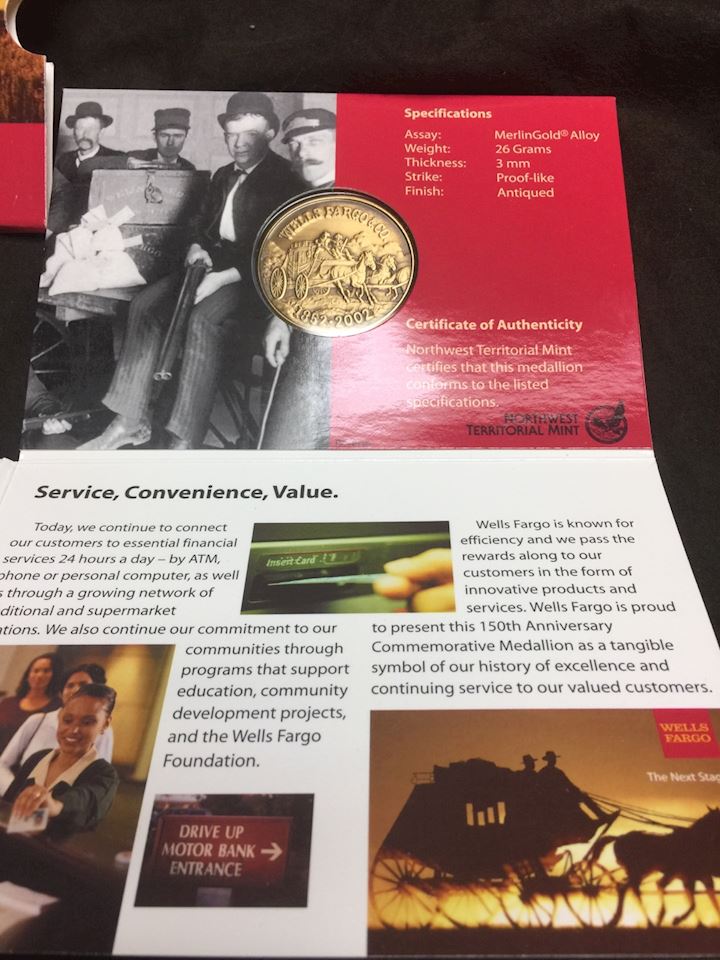 Specifications
Assay: MerlinGold® Alloy
Weight: 26 Grams
Thickness: 3 mm
Strike: Proof-like
Finish: Antiqued
WELLS FARGO & CO
1852-2002
Certificate of Authenticity
Northwest Territorial Mint
certifies that this medallion
conforms to the listed
specifications.
NORTHWEST
TERRITORIAL MINT
Service, Convenience, Value.
Today, we continue to connect
our customers to essential financial
services 24 hours a day – by ATM,
phone or personal computer, as well
s through a growing network of
ditional and supermarket
tions. We also continue our commitment to our
communities through
programs that support
education, community
development projects,
and the Wells Fargo
Foundation.
Insert Card
Wells Fargo is known for
efficiency and we pass the
rewards along to our
customers in the form of
innovative products and
services. Wells Fargo is proud
to present this 150th Anniversary
Commemorative Medallion as a tangible
symbol of our history of excellence and
continuing service to our valued customers.
DRIVE UP
MOTOR BANK →
ENTRANCE
WELLS
FARGO
The Next Stag